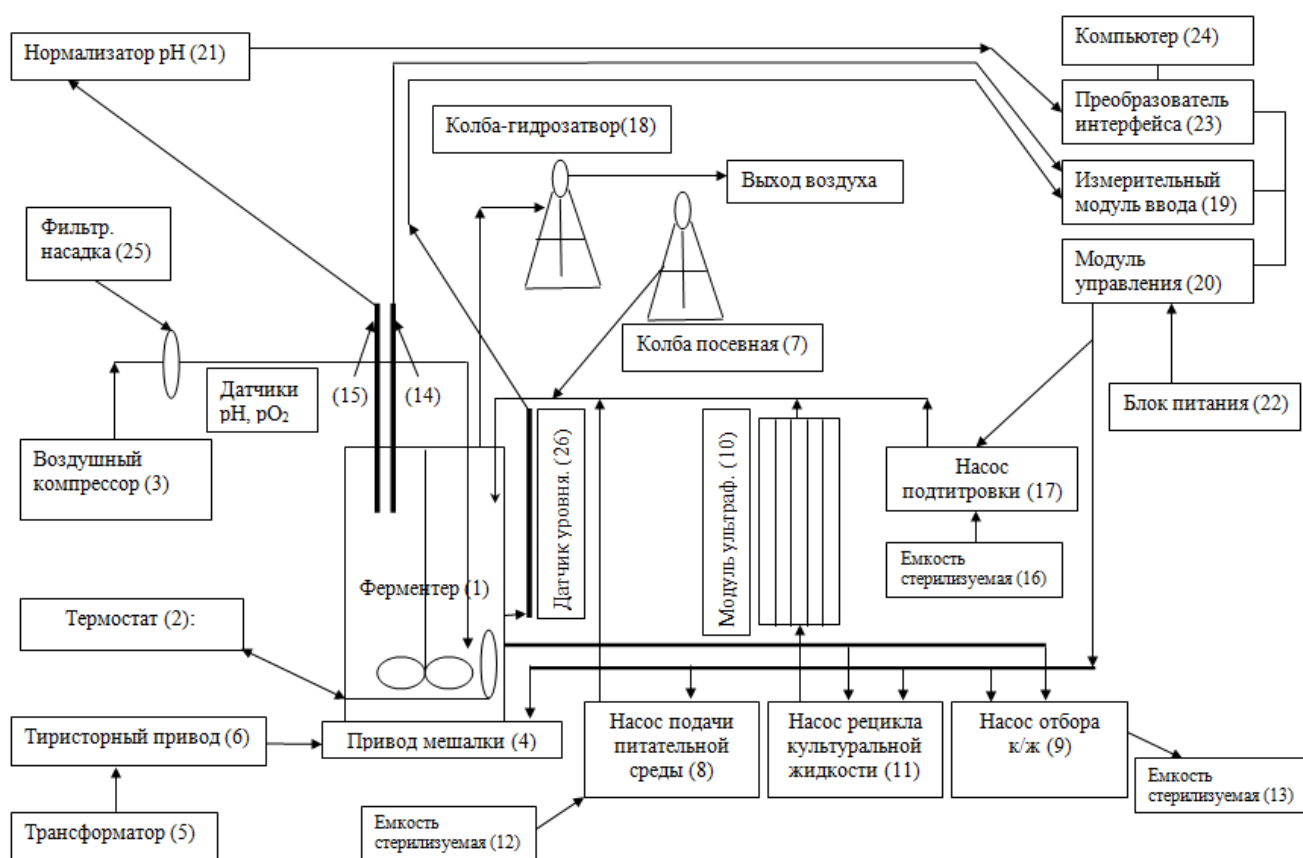 Нормализатор pH (21)
Компьютер (24)
Преобразователь
интерфейса (23)
Колба-гидрозатвор(18)
Выход воздуха
Измерительный
модуль ввода (19)
Фильтр.
насадка (25)
Модуль
управления (20)
Колба посевная (7)
Датчики
pH, pO₂
(15)
(14)
Блок питания (22)
Воздушный
компрессор (3)
Датчик уровня. (26)
Модуль ультраф. (10)
Насос
подтитровки (17)
Емкость
стерилизуемая (16)
Ферментер (1)
Термостат (2):
Тиристорный привод (6)
Привод мешалки (4)
Насос подачи
питательной
среды (8)
Насос рецикла
культуральной
жидкости (11)
Насос отбора
к/ж (9)
Емкость
стерилизуемая (13)
Трансформатор (5)
Емкость
стерилизуемая (12)